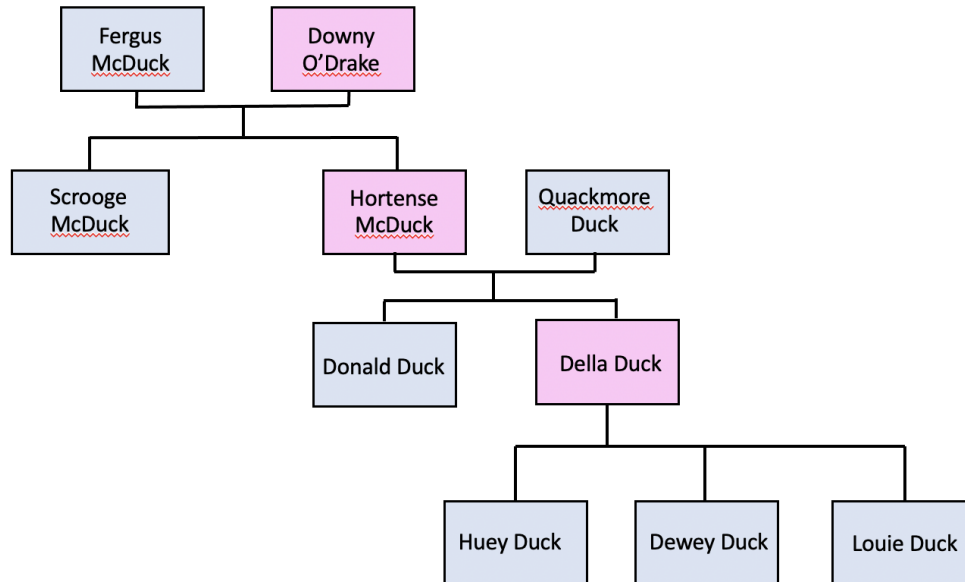 Fergus
McDuck
Downy
O'Drake
Scrooge
McDuck
Hortense
McDuck
Quackmore
Duck
Donald Duck
Della Duck
Huey Duck
Dewey Duck
Louie Duck